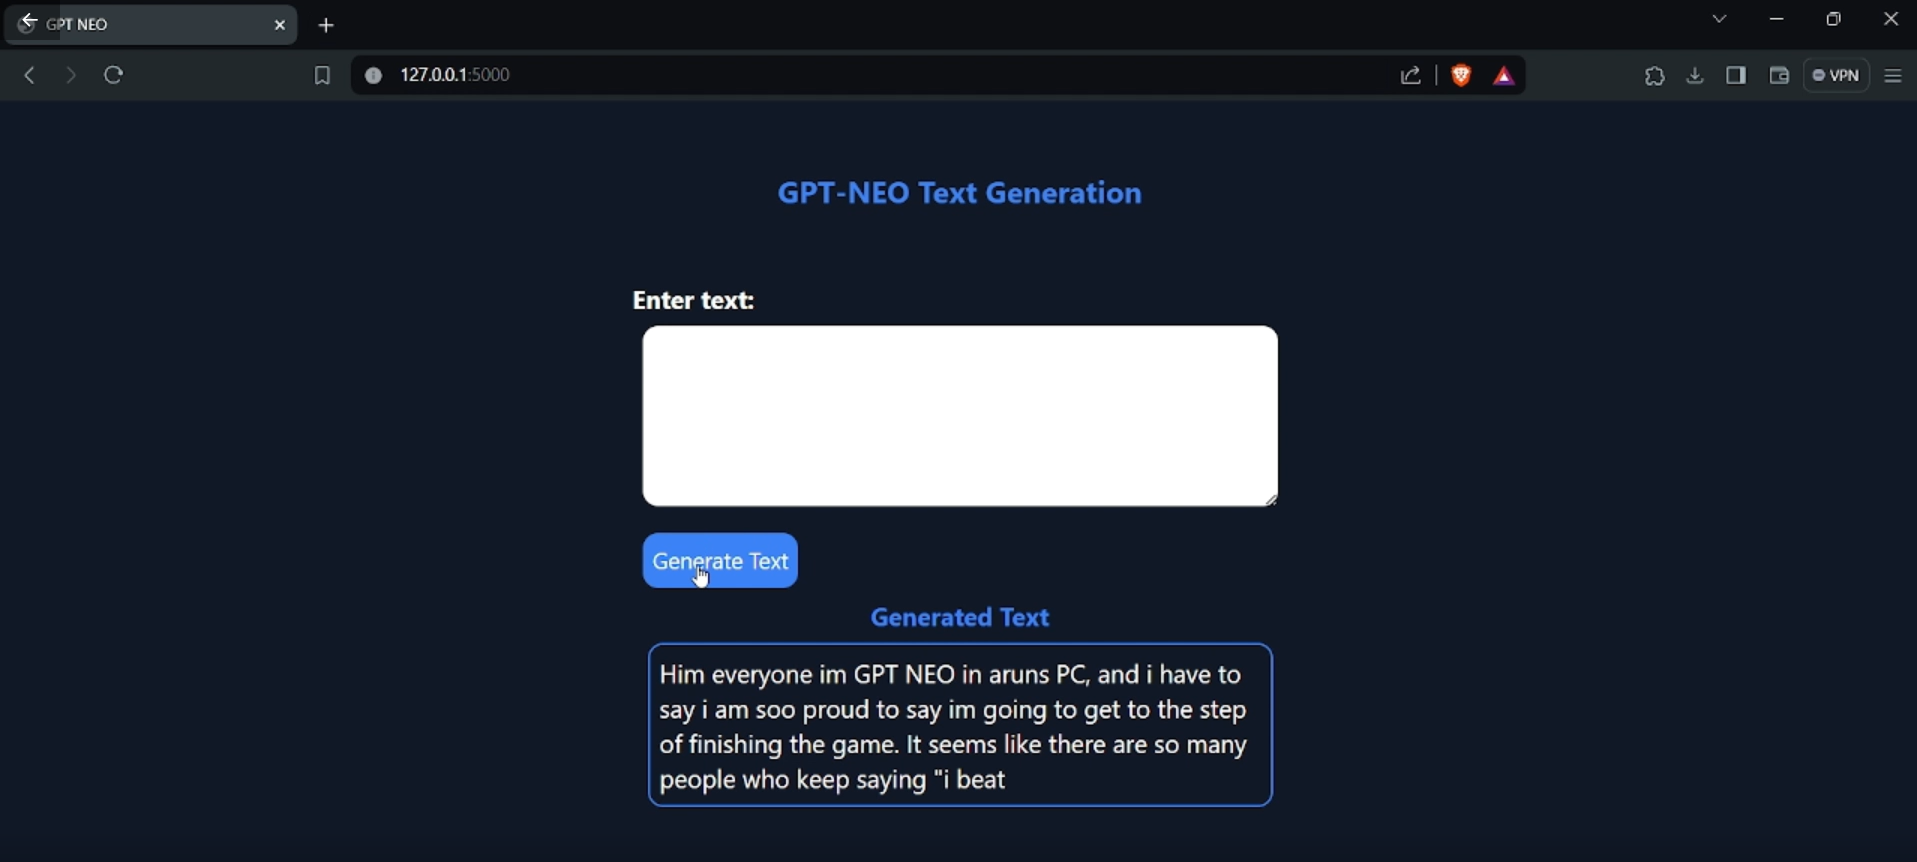 GPT NEO
127.0.0.1:5000
VPN
GPT-NEO Text Generation
Enter text:
Generate Text
Generated Text
Him everyone im GPT NEO in aruns PC, and i have to
say i am soo proud to say im going to get to the step
of finishing the game. It seems like there are so many
people who keep saying "i beat